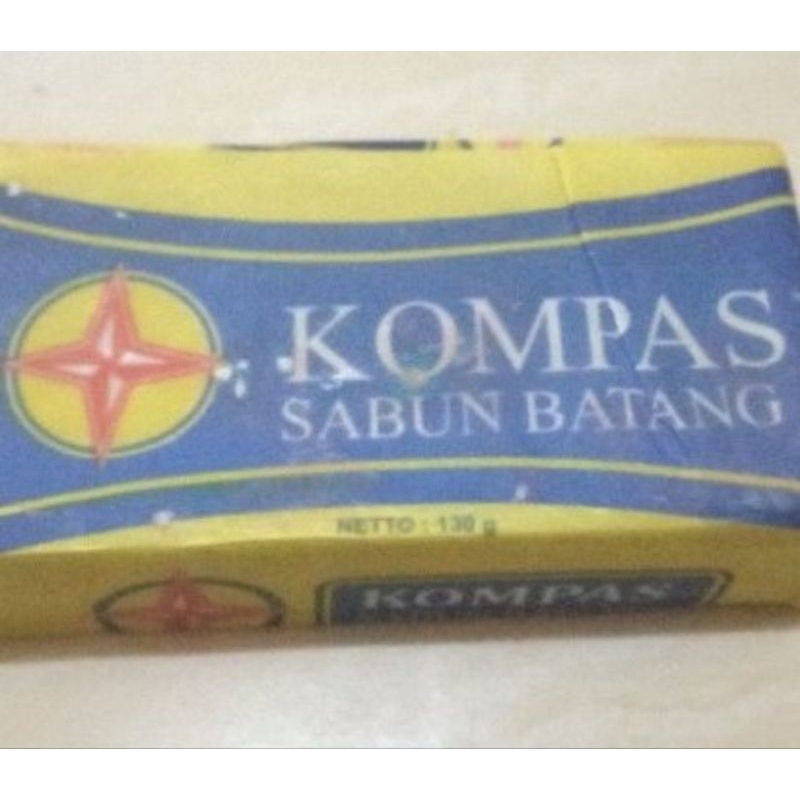 KOMPAS
SABUN BATANG
NETTO : 130 g
KOMPAS